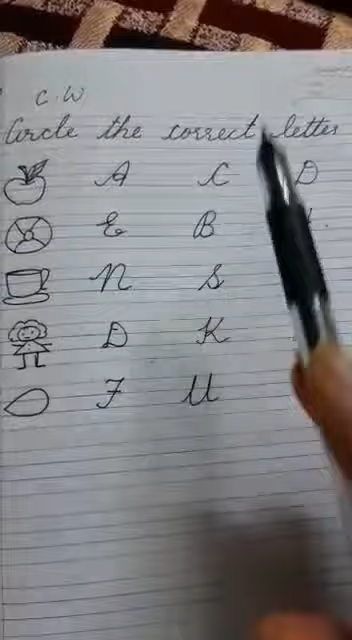 C.W
Circle the correct letter
A C D
E B
N S
D K
F U